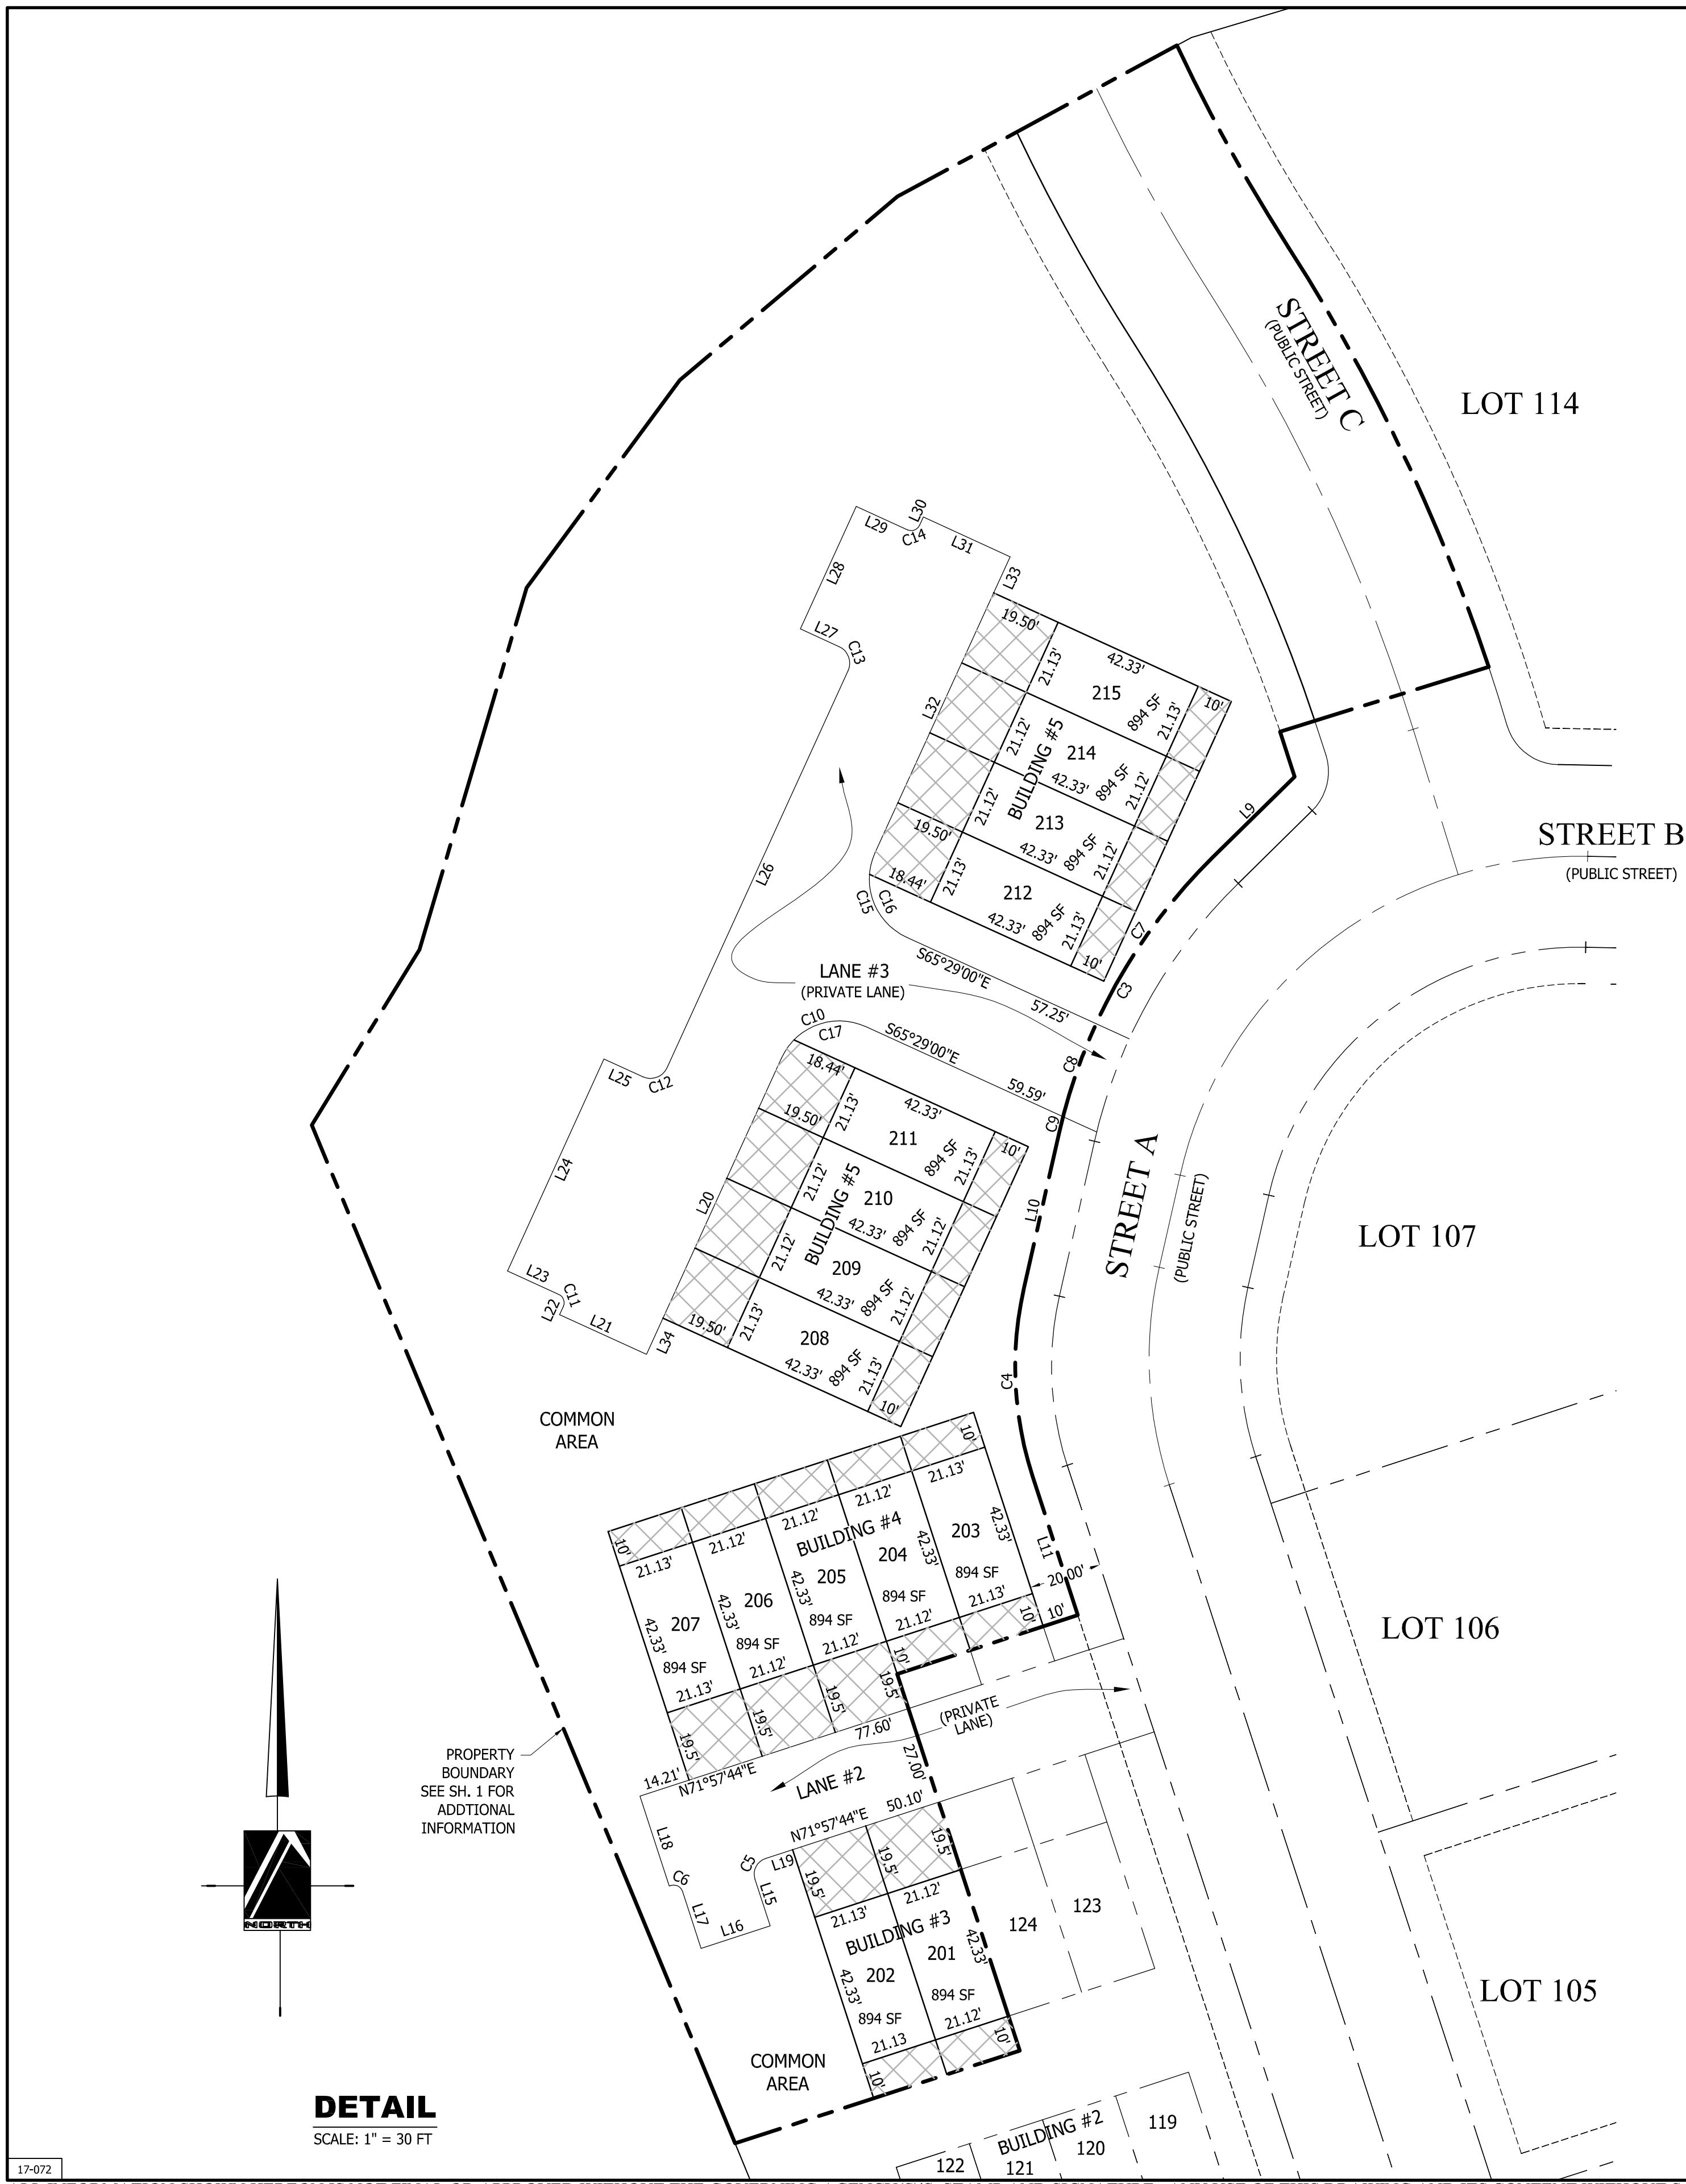 STREET C
(PUBLIC STREET)
LOT 114
L30
L29
C14
L31
L28
L33
L27
C13
19.50'
42.33'
21.13'
215
894 SF
21.13'
10'
L32
21.12'
214
894 SF
42.33'
21.12'
BUILDING #5
21.12'
213
894 SF
42.33'
21.12'
19.50'
18.44'
21.13'
212
894 SF
42.33'
21.13'
10'
L9
STREET B
(PUBLIC STREET)
L26
C15
C16
C7
S65°29'00"E
57.25'
C3
LANE #3
(PRIVATE LANE)
C10
C17
S65°29'00"E
59.59'
C8
C9
L25
C12
18.44'
42.33'
21.13'
19.50'
211
894 SF
21.13'
10'
L24
L20
21.12'
210
894 SF
42.33'
21.12'
BUILDING #5
21.12'
209
894 SF
42.33'
21.12'
L10
STREET A
(PUBLIC STREET)
LOT 107
L23
C11
L22
L21
L34
19.50'
21.13'
208
894 SF
42.33'
21.13'
10'
C4
COMMON
AREA
10'
21.13'
21.12'
21.12'
21.12'
21.13'
10'
BUILDING #4
203
42.33'
894 SF
21.13'
204
42.33'
894 SF
21.12'
205
42.33'
894 SF
21.12'
206
42.33'
894 SF
21.12'
207
42.33'
894 SF
21.13'
L11
20.00'
10'
10'
10'
19.5'
19.5'
19.5'
19.5'
LOT 106
77.60'
(PRIVATE
LANE)
27.00'
14.21'
N71°57'44"E
LANE #2
PROPERTY
BOUNDARY
SEE SH. 1 FOR
ADDTIONAL
INFORMATION
N71°57'44"E
50.10'
L18
C6
C5
L19
L15
L17
L16
19.5'
19.5'
19.5'
21.13'
21.12'
BUILDING #3
201
42.33'
894 SF
21.12'
202
42.33'
894 SF
21.13
10'
10'
124
123
LOT 105
NORTH
COMMON
AREA
DETAIL
SCALE: 1" = 30 FT
BUILDING #2
119
120
121
122
17-072